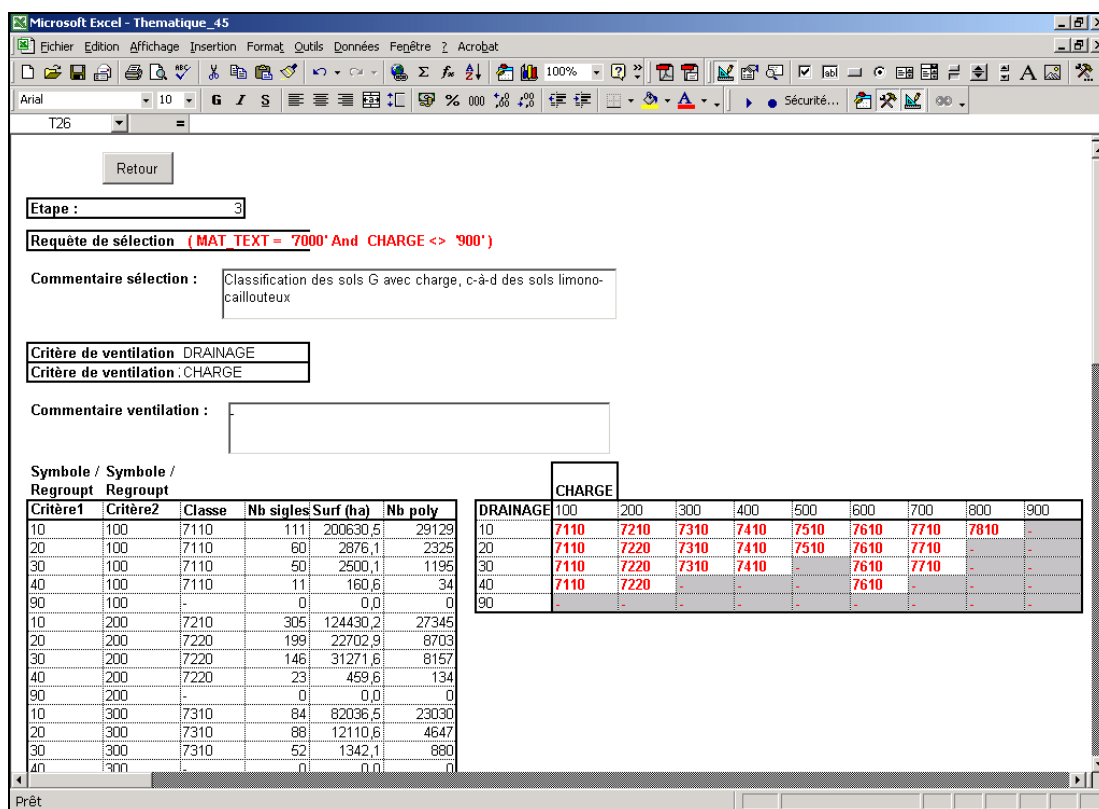 Microsoft Excel - Thematique_45
Fichier Edition Affichage Insertion Format Outils Données Fenêtre ? Acrobat
100%
Arial 10 G I S % 000 Sécurité...
T26 =
Retour
Etape : 3
Requête de sélection ( MAT_TEXT = '7000' And CHARGE <> '900' )
Commentaire sélection : Classification des sols G avec charge, c-à-d des sols limono-
caillouteux
Critère de ventilation DRAINAGE
Critère de ventilation : CHARGE
Commentaire ventilation : -
Symbole / Symbole /
Regroupt Regroupt CHARGE
Critère1 Critère2 Classe Nb sigles Surf (ha) Nb poly DRAINAGE 100 200 300 400 500 600 700 800 900
10 100 7110 111 200630,5 29129 10 7110 7210 7310 7410 7510 7610 7710 7810 -
20 100 7110 60 2876,1 2325 20 7110 7220 7310 7410 7510 7610 7710 - -
30 100 7110 50 2500,1 1195 30 7110 7220 7310 7410 - 7610 7710 - -
40 100 7110 11 160,6 34 40 7110 7220 - - - 7610 - - -
90 100 - 0 0,0 0 90 - - - - - - - - -
10 200 7210 305 124430,2 27345
20 200 7220 199 22702,9 8703
30 200 7220 146 31271,6 8157
40 200 7220 23 459,6 134
90 200 - 0 0,0 0
10 300 7310 84 82036,5 23030
20 300 7310 88 12110,6 4647
30 300 7310 52 1342,1 880
40 300 - 0 0,0 0
Prêt